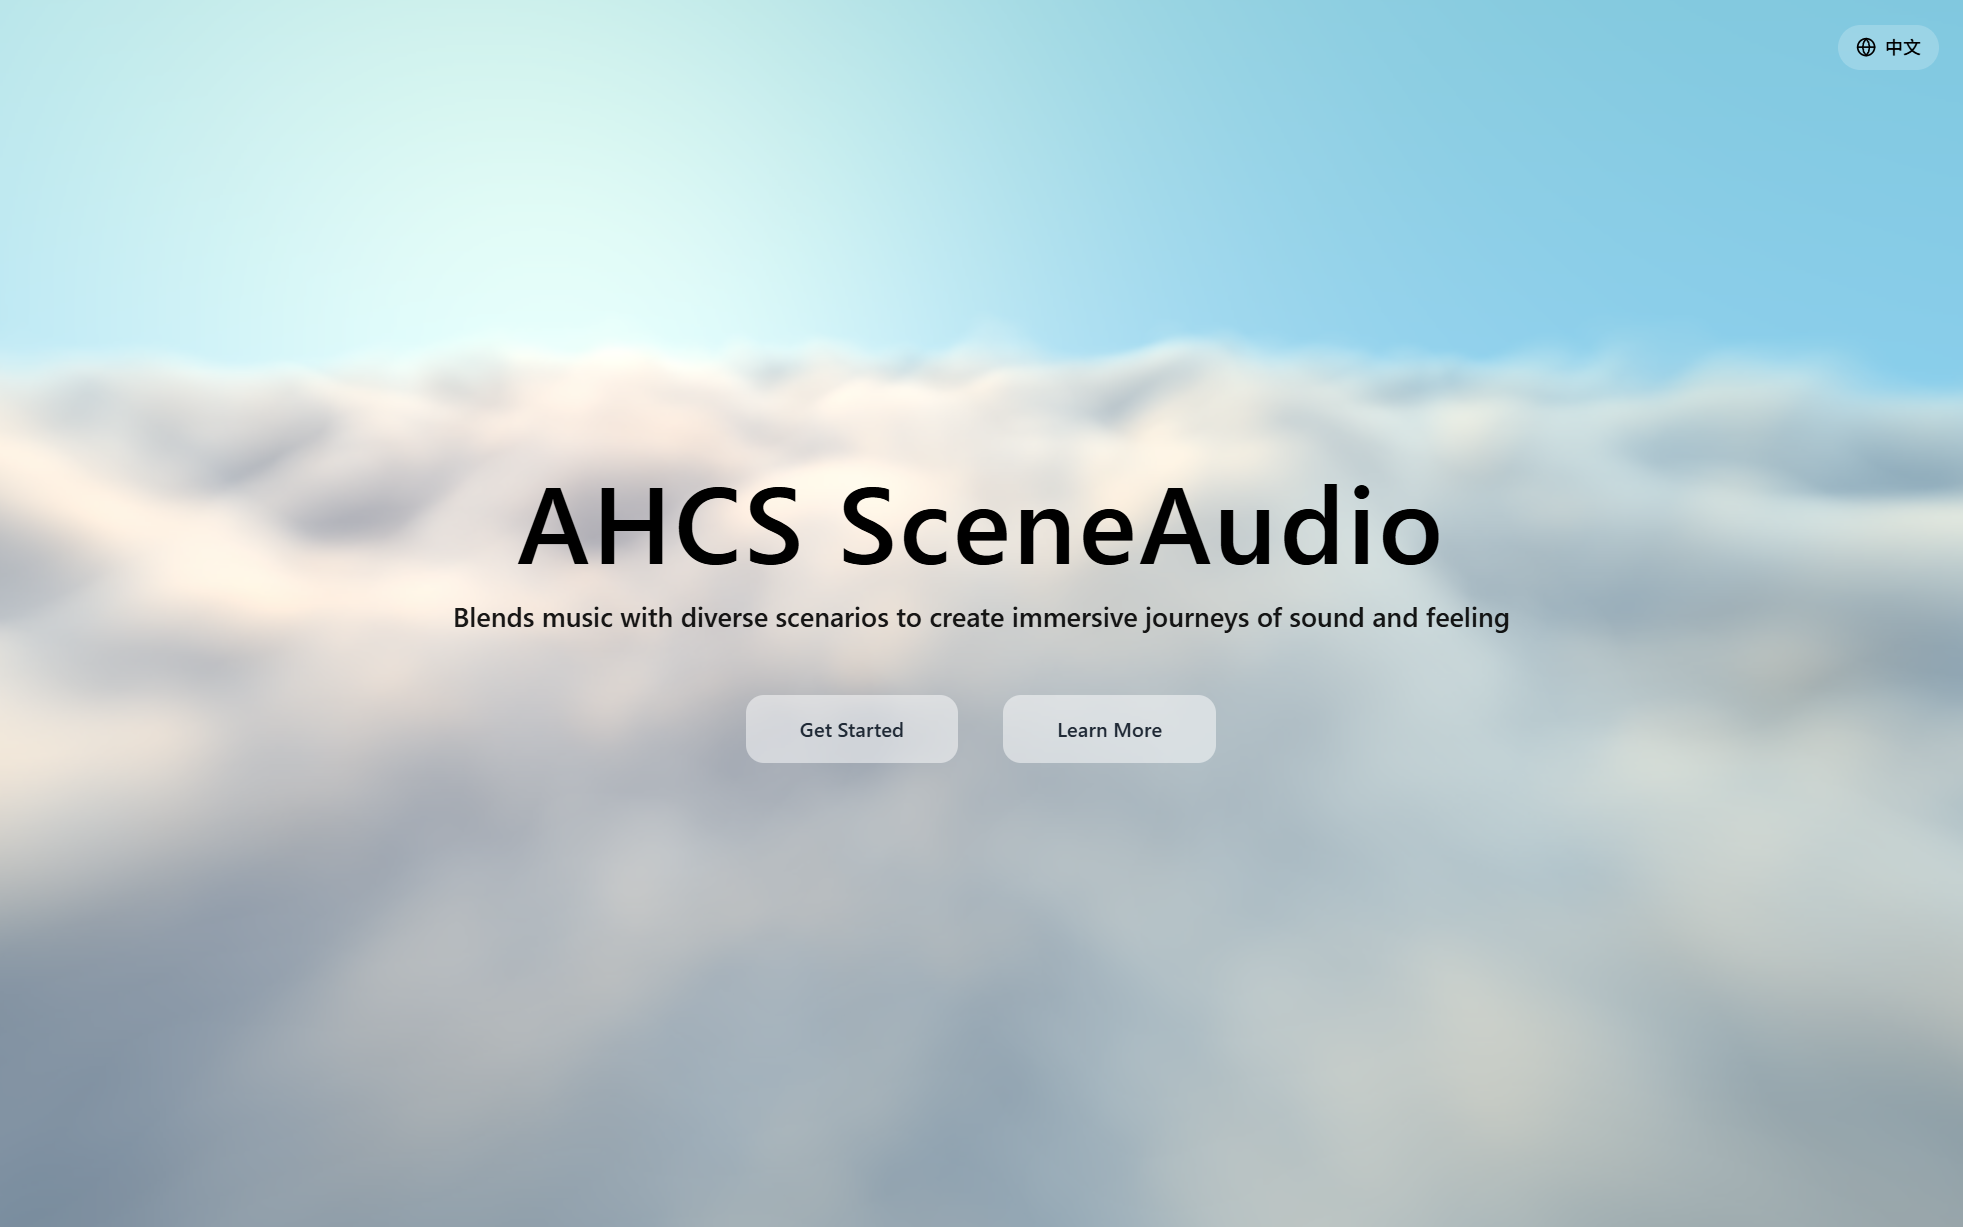 中文
AHCS SceneAudio
Blends music with diverse scenarios to create immersive journeys of sound and feeling
Get Started
Learn More